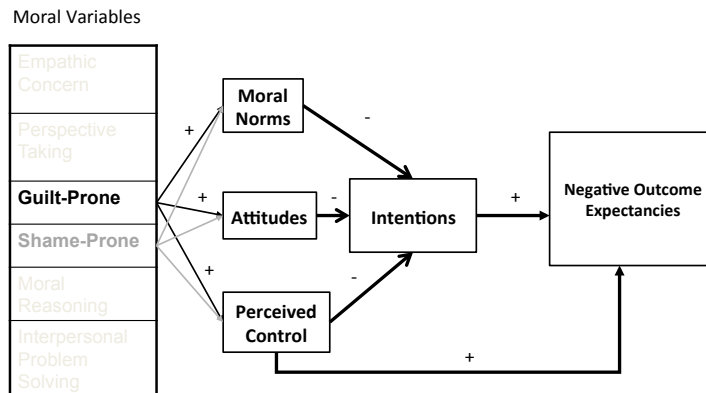 Moral Variables
Empathic
Concern
Perspective
Taking
Guilt-Prone
Shame-Prone
Moral
Reasoning
Interpersonal
Problem
Solving
+
+
+
Moral
Norms
Attitudes
Perceived
Control
-
-
-
Intentions
+
+
Negative Outcome
Expectancies